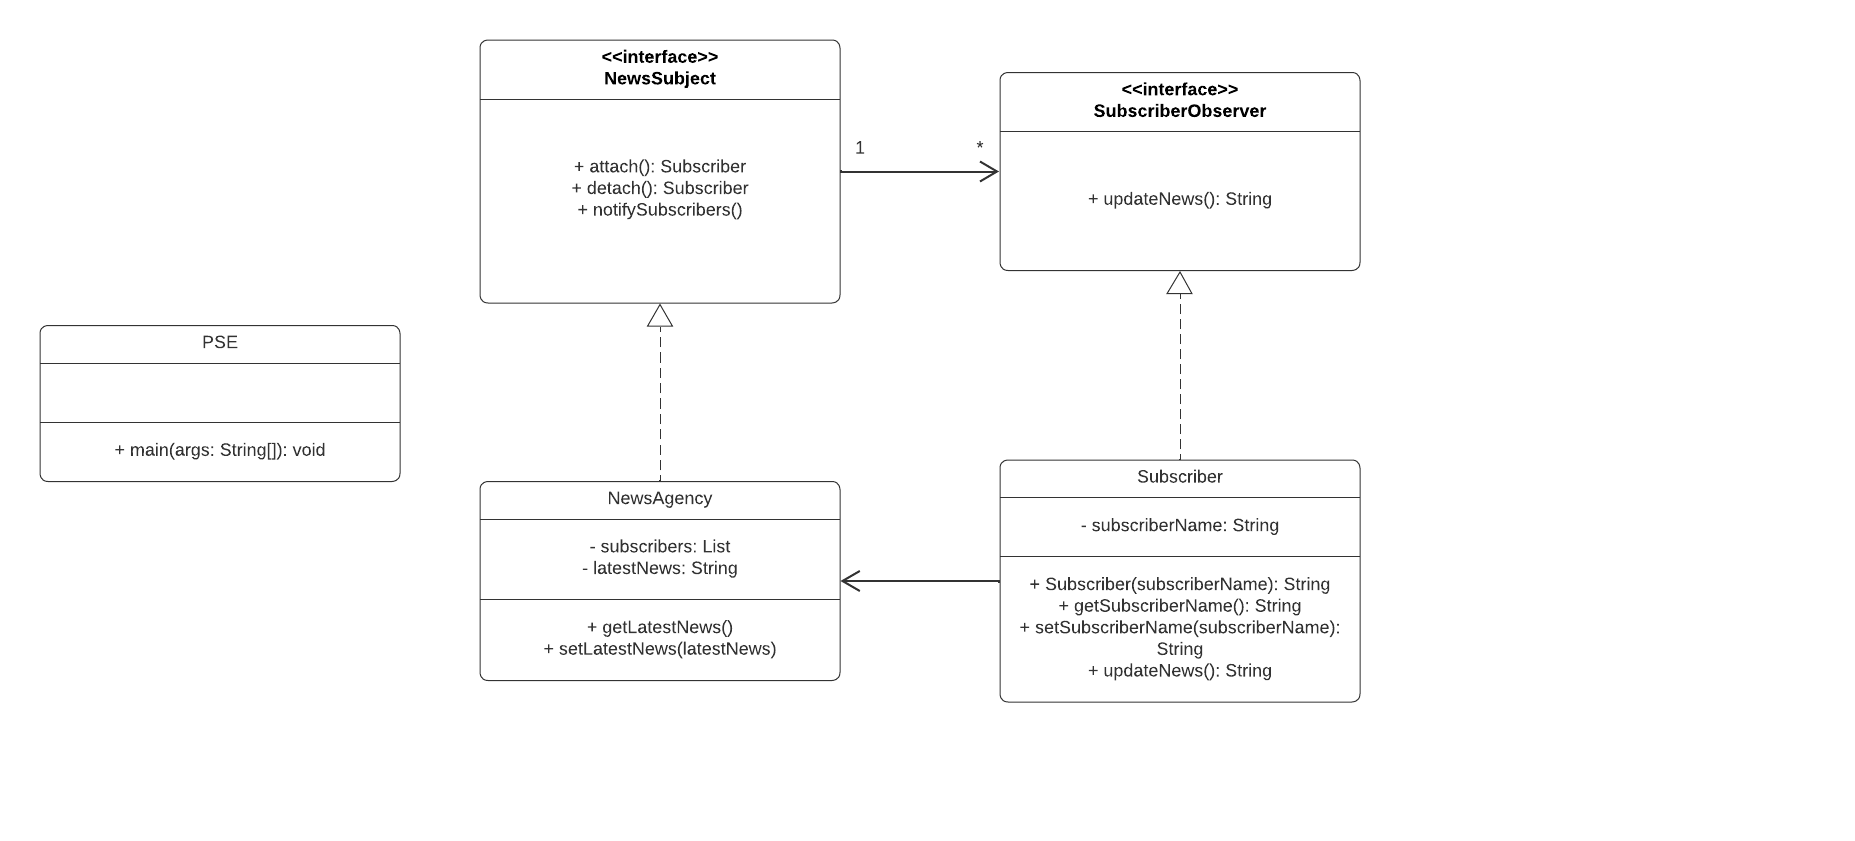 <<interface>>
NewsSubject
+ attach(): Subscriber
+ detach(): Subscriber
+ notifySubscribers()
1
*
<<interface>>
SubscriberObserver
+ updateNews(): String
PSE
+ main(args: String[]): void
NewsAgency
- subscribers: List
- latestNews: String
+ getLatestNews()
+ setLatestNews(latestNews)
Subscriber
- subscriberName: String
+ Subscriber(subscriberName): String
+ getSubscriberName(): String
+ setSubscriberName(subscriberName):
String
+ updateNews(): String